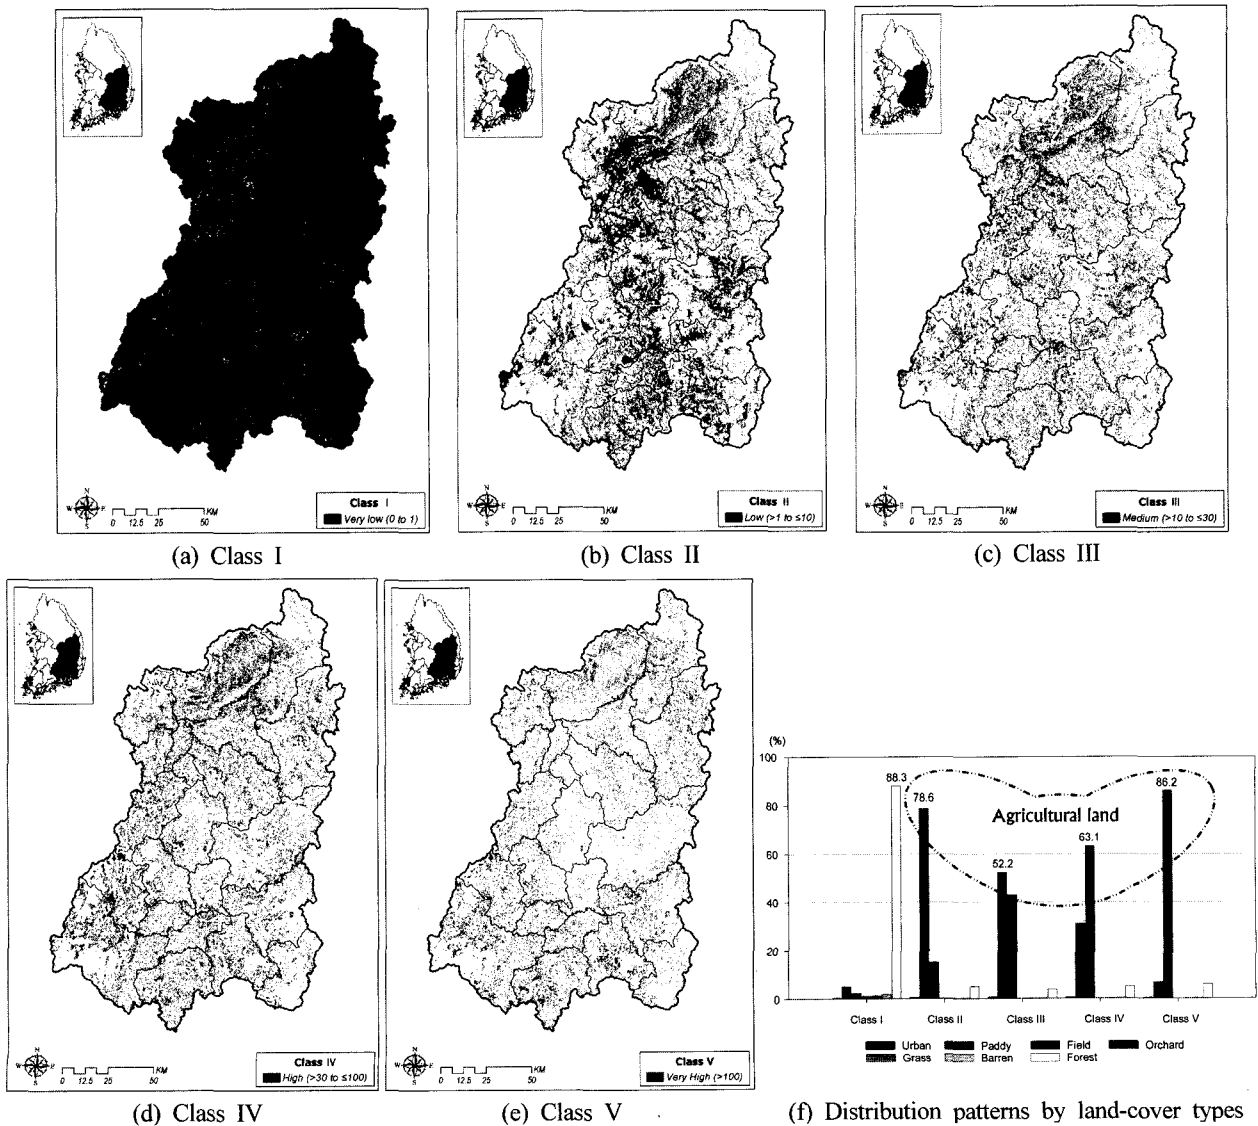 N
W E
S
0 12.5 25 50 KM
Class I
Very low (0 to 1)
(a) Class I
N
W E
S
0 12.5 25 50 KM
Class II
Low (>1 to ≤10)
(b) Class II
N
W E
S
0 12.5 25 50 KM
Class III
Medium (>10 to ≤30)
(c) Class III
N
W E
S
0 12.5 25 50 KM
Class IV
High (>30 to ≤100)
(d) Class IV
N
W E
S
0 12.5 25 50 KM
Class V
Very High (>100)
(e) Class V
(%)
100
80
60
40
20
0
88.3
78.6
52.2
63.1
86.2
Agricultural land
Class I Class II Class III Class IV Class V
Urban Paddy Field Orchard
Grass Barren Forest
(f) Distribution patterns by land-cover types